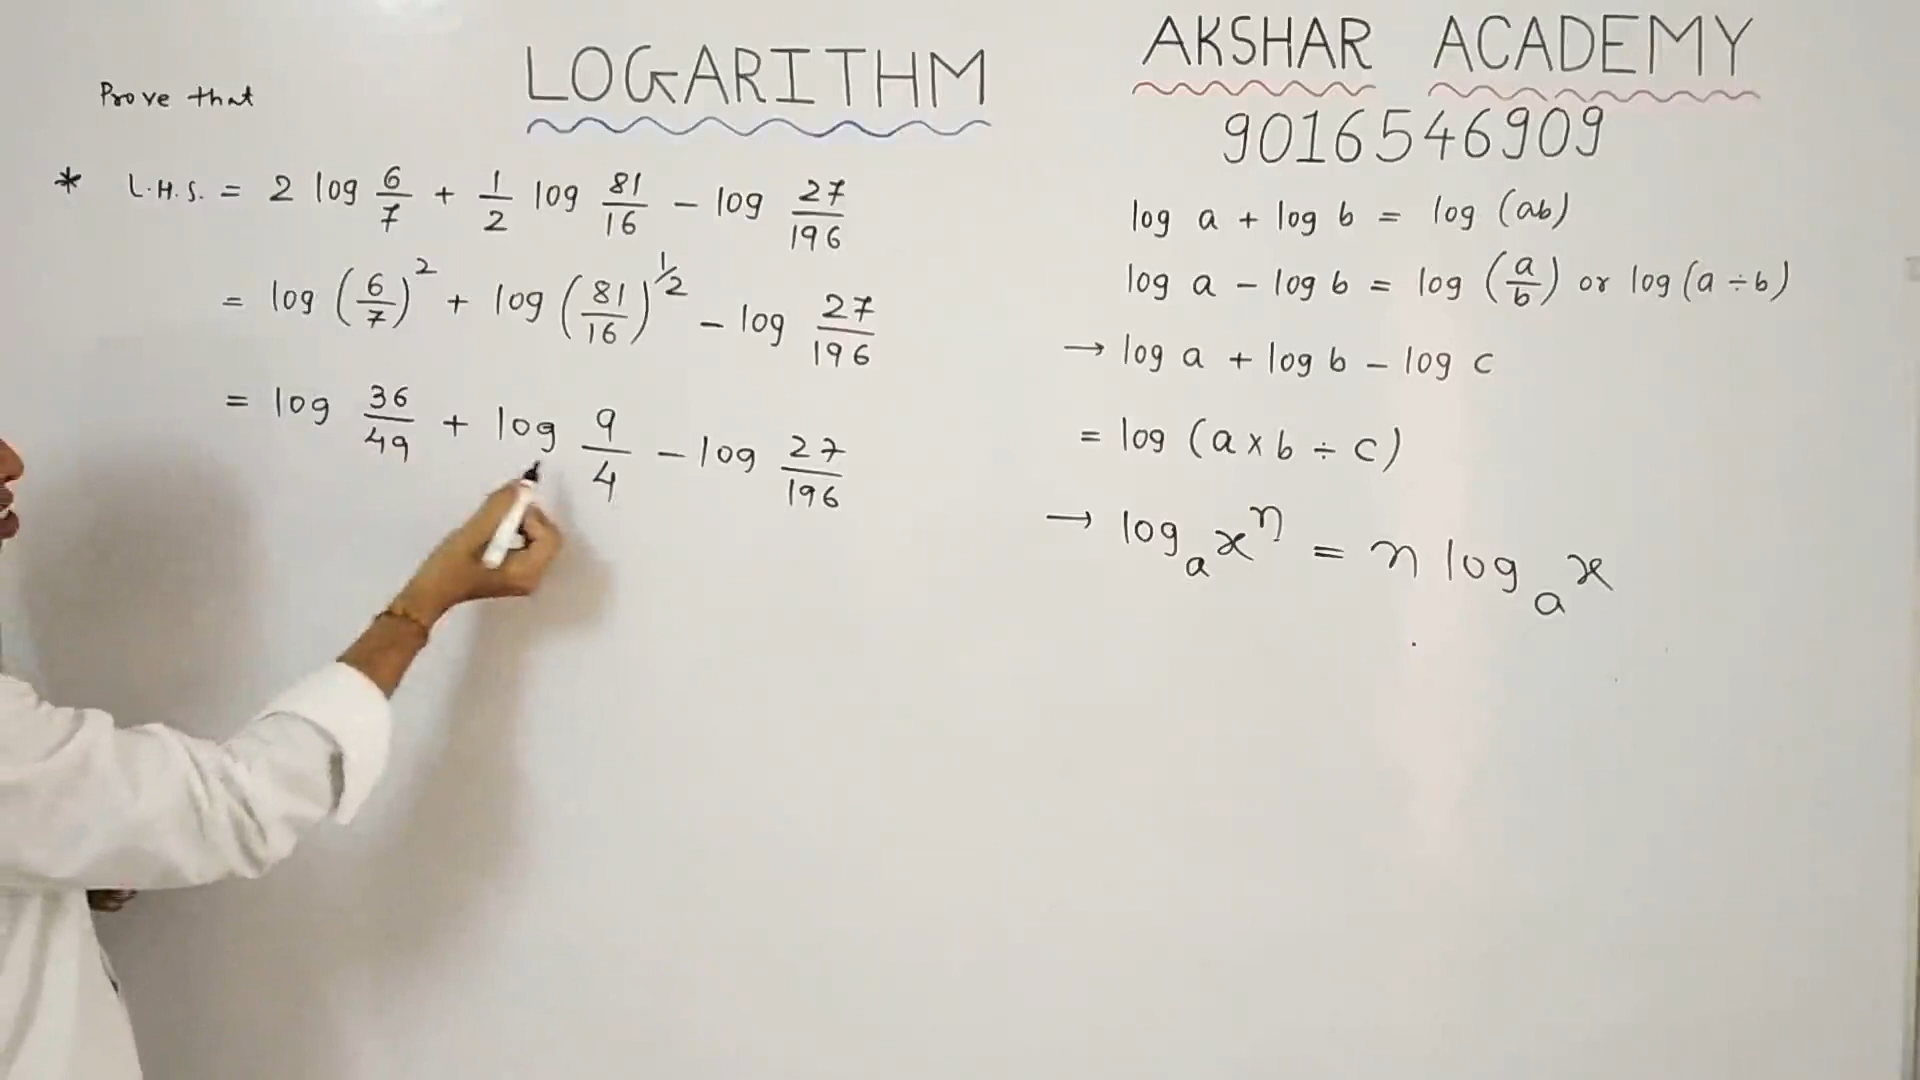 LOGARITHM
AKSHAR ACADEMY
9016546909
Prove that
* L.H.S. = 2 log 6/7 + 1/2 log 81/16 − log 27/196
= log (6/7)^2 + log (81/16)^1/2 − log 27/196
= log 36/49 + log 9/4 − log 27/196
log a + log b = log (ab)
log a − log b = log (a/b) or log (a ÷ b)
→ log a + log b − log c
= log (a × b ÷ c)
→ log_a x^n = n log_a x